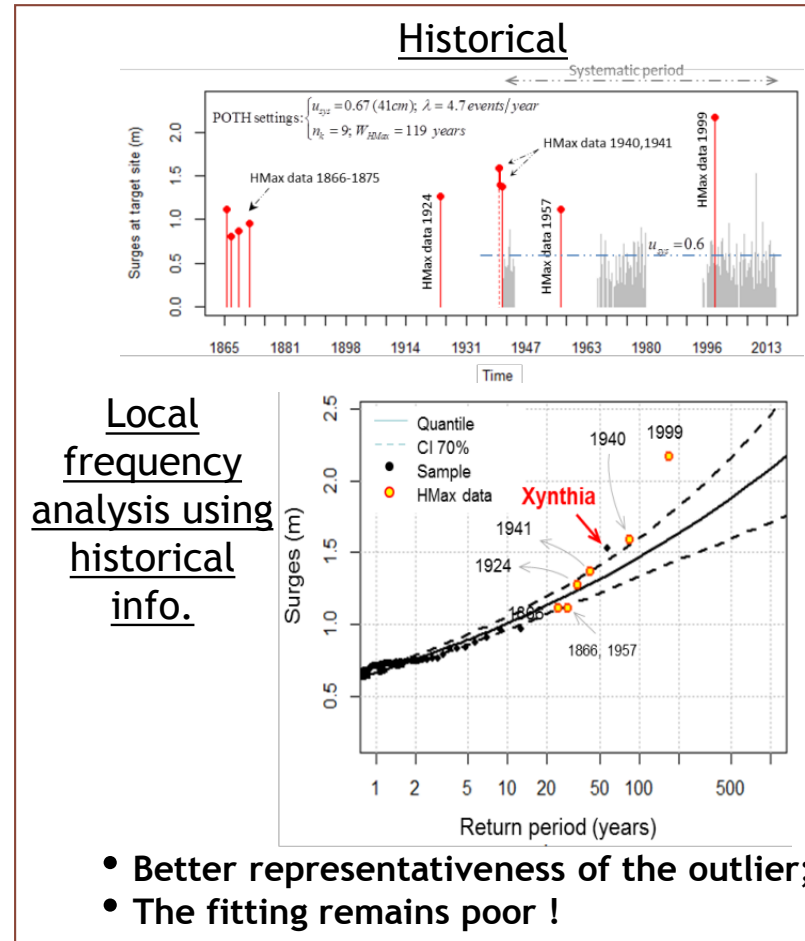 Historical
Systematic period
POTH settings: { u_sys = 0.67 (41cm); λ = 4.7 events/year
n_k = 9; W_HMax = 119 years
HMax data 1866-1875
HMax data 1924
HMax data 1940,1941
HMax data 1957
HMax data 1999
u_sys = 0.6
Surges at target site (m)
2.0
1.5
1.0
0.5
0.0
1865 1881 1898 1914 1931 1947 1963 1980 1996 2013
Time
Local
frequency
analysis using
historical
info.
Quantile
CI 70%
Sample
HMax data
1940
1999
Xynthia
1941
1924
1866, 1957
Surges (m)
2.5
2.0
1.5
1.0
0.5
1 2 5 10 20 50 100 500
Return period (years)
• Better representativeness of the outlier;
• The fitting remains poor !